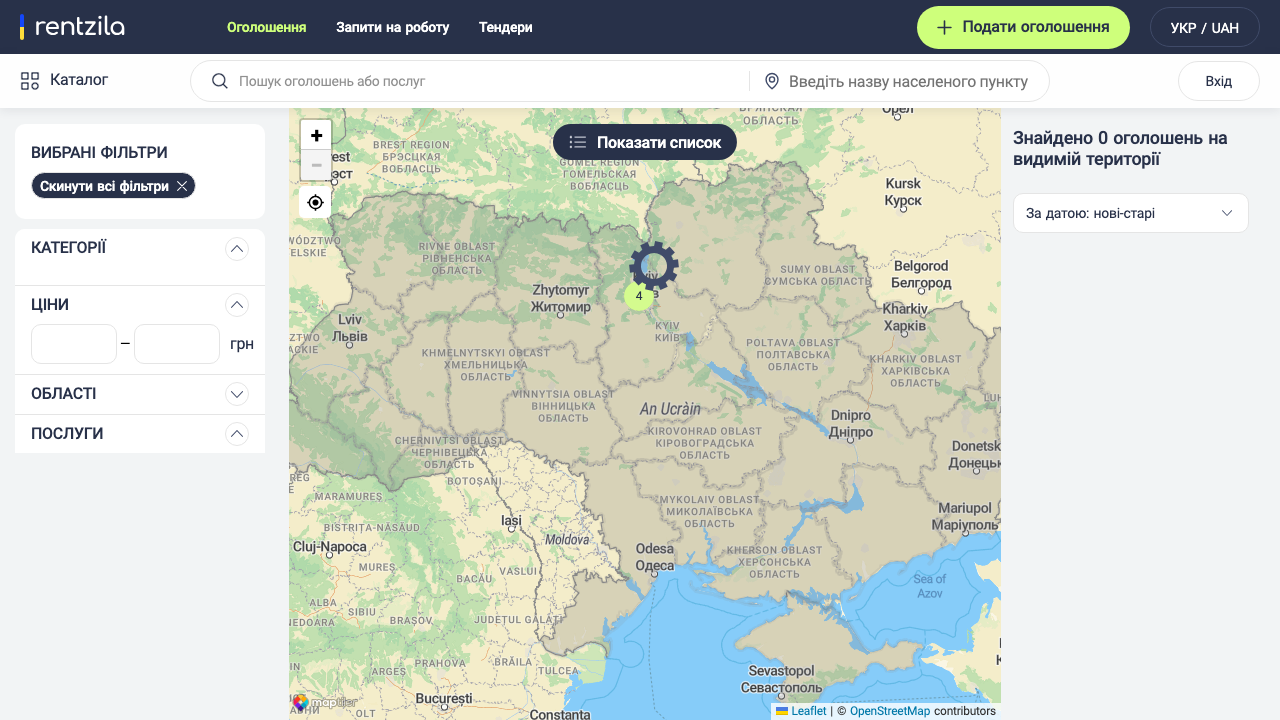 rentzila
Оголошення
Запити на роботу
Тендери
Подати оголошення
УКР / UAH
Каталог
Пошук оголошень або послуг
Введіть назву населеного пункту
Вхід
ВИБРАНІ ФІЛЬТРИ
Скинути всі фільтри
КАТЕГОРІЇ
ЦІНИ
–
грн
ОБЛАСТІ
ПОСЛУГИ
+
−
Показати список
BREST REGION
БРЭСЦКАЯ
ВОБЛАСЦЬ
GOMEL REGION
ГОМЕЛЬСКАЯ
ВОБЛАСЦЬ
ОБЛАСТЬ
Kursk
Курск
RIVNE OBLAST
РІВНЕНСЬКА
ОБЛАСТЬ
SUMY OBLAST
СУМСЬКА ОБЛАСТЬ
Belgorod
Белгород
Zhytomyr
Житомир
4
Kharkiv
Харків
Lviv
Львів
KYIV
КИЇВ
KHMELNYTSKYI OBLAST
ХМЕЛЬНИЦЬКА
ОБЛАСТЬ
POLTAVA OBLAST
ПОЛТАВСЬКА
ОБЛАСТЬ
KHARKIV OBLAST
ХАРКІВСЬКА
ОБЛАСТЬ
VINNYTSIA OBLAST
ВІННИЦЬКА
ОБЛАСТЬ
An Ucràin
Dnipro
Дніпро
KIROVOHRAD OBLAST
КІРОВОГРАДСЬКА
ОБЛАСТЬ
CHERNIVTSI OBLAST
ЧЕРНІВЕЦЬКА
ОБЛАСТЬ
Donetsk
Донецьк
BOTOȘANI
MARAMUREȘ
MYKOLAIV OBLAST
МИКОЛАЇВСЬКА
ОБЛАСТЬ
Mariupol
Маріуполь
Iasi
BISTRIȚA-NĂSĂUD
Moldova
Cluj-Napoca
Odesa
Одеса
KHERSON OBLAST
ХЕРСОНСЬКА
ОБЛАСТЬ
MUREȘ
BACĂU
VASLUI
Sea of
Azov
ALBA
SIBIU
BRAȘOV
JUDEȚUL GALAȚI
ARGEȘ
PRAHOVA
BRĂILA
TULCEA
Sevastopol
Севастополь
București
OLT
Constanta
maptiler
Leaflet | © OpenStreetMap contributors
Знайдено 0 оголошень на
видимій території
За датою: нові-старі